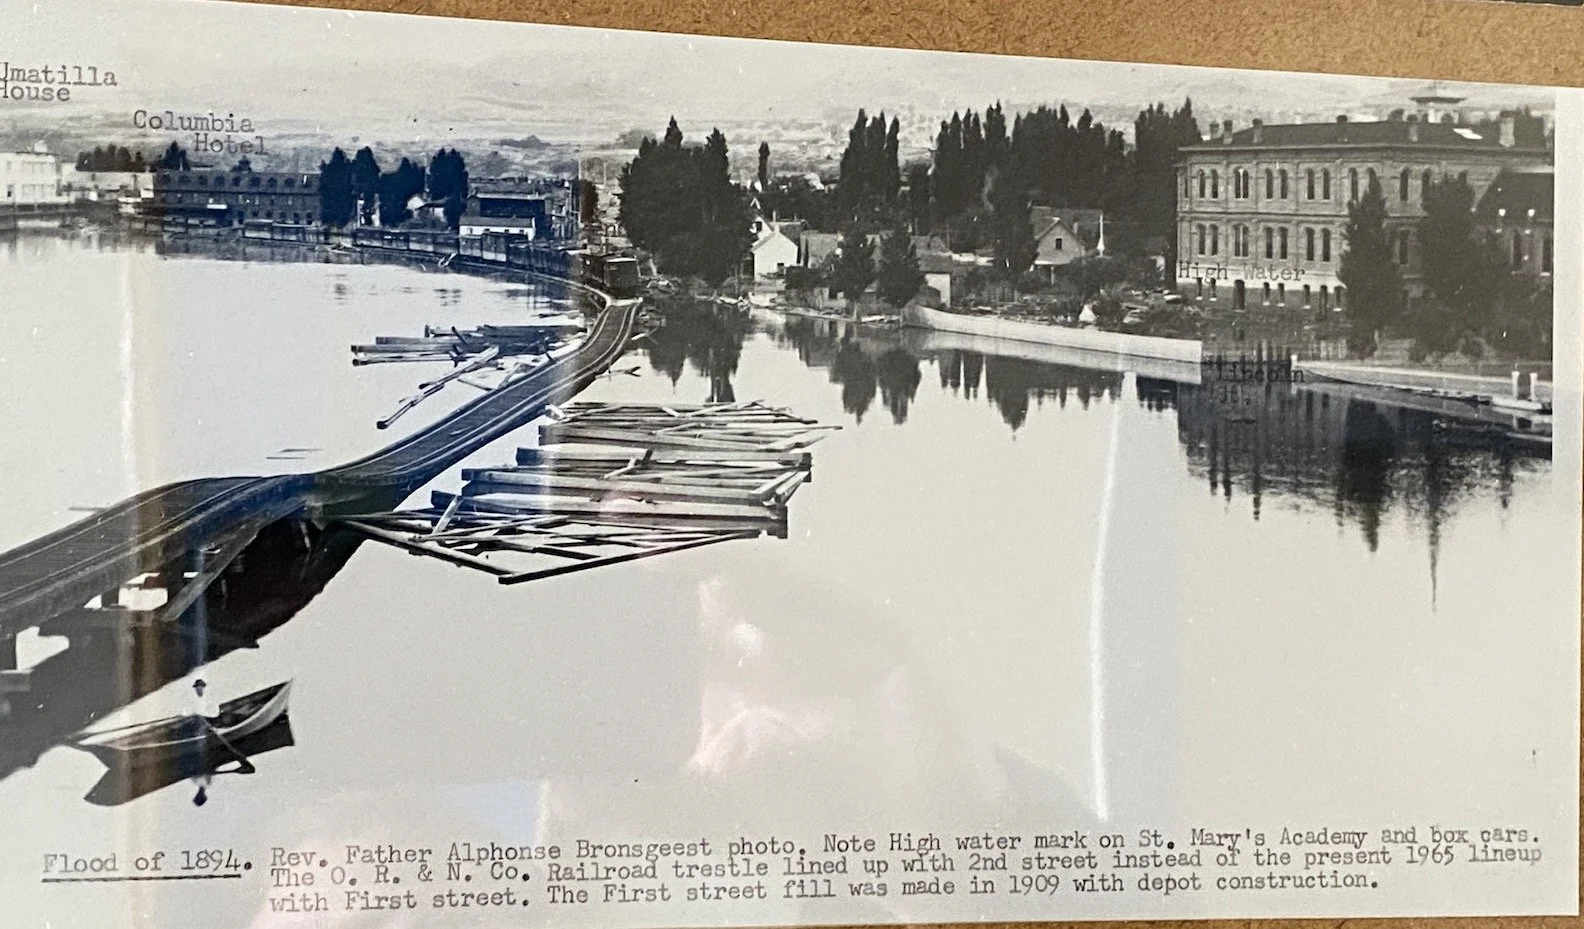 Umatilla
House
Columbia
Hotel
High Water
Lincoln
St.
Flood of 1894. Rev. Father Alphonse Bronsgeest photo. Note High water mark on St. Mary's Academy and box cars.
The O. R. & N. Co. Railroad trestle lined up with 2nd street instead of the present 1965 lineup
with First street. The First street fill was made in 1909 with depot construction.